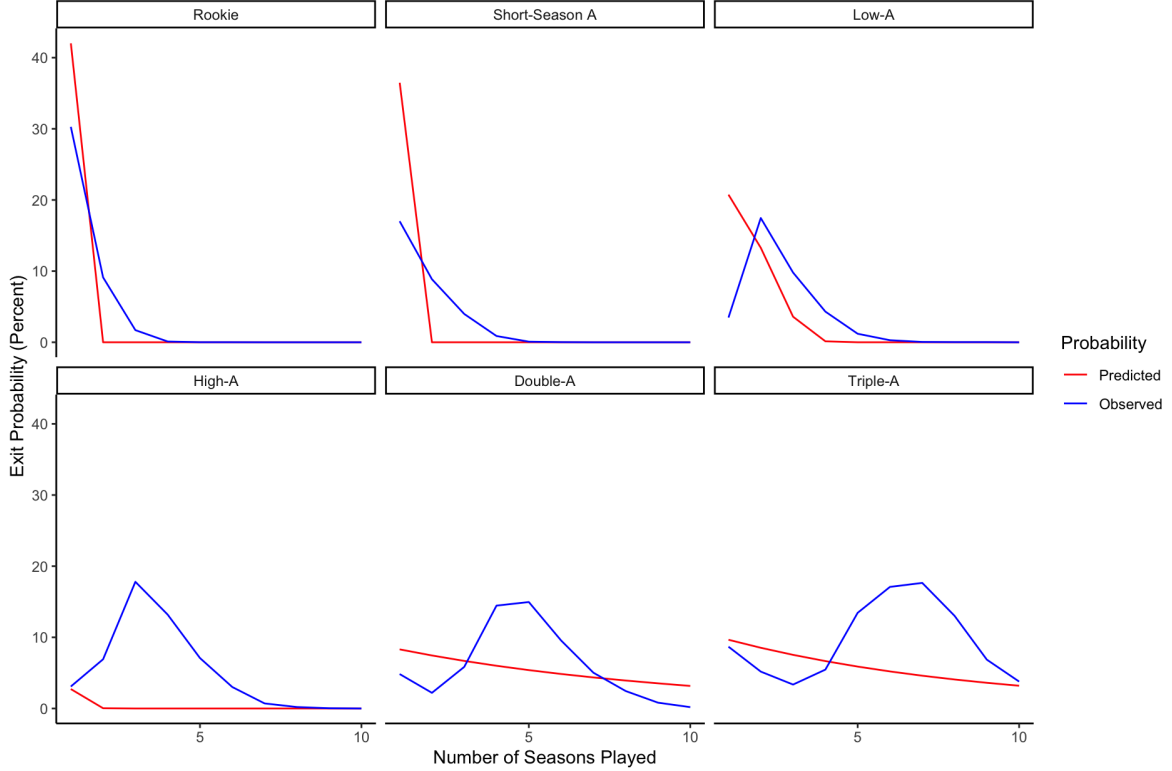 Rookie
Short-Season A
Low-A
40
30
20
10
0
High-A
Double-A
Triple-A
40
30
20
10
0
5
10
5
10
5
10
Exit Probability (Percent)
Number of Seasons Played
Probability
Predicted
Observed